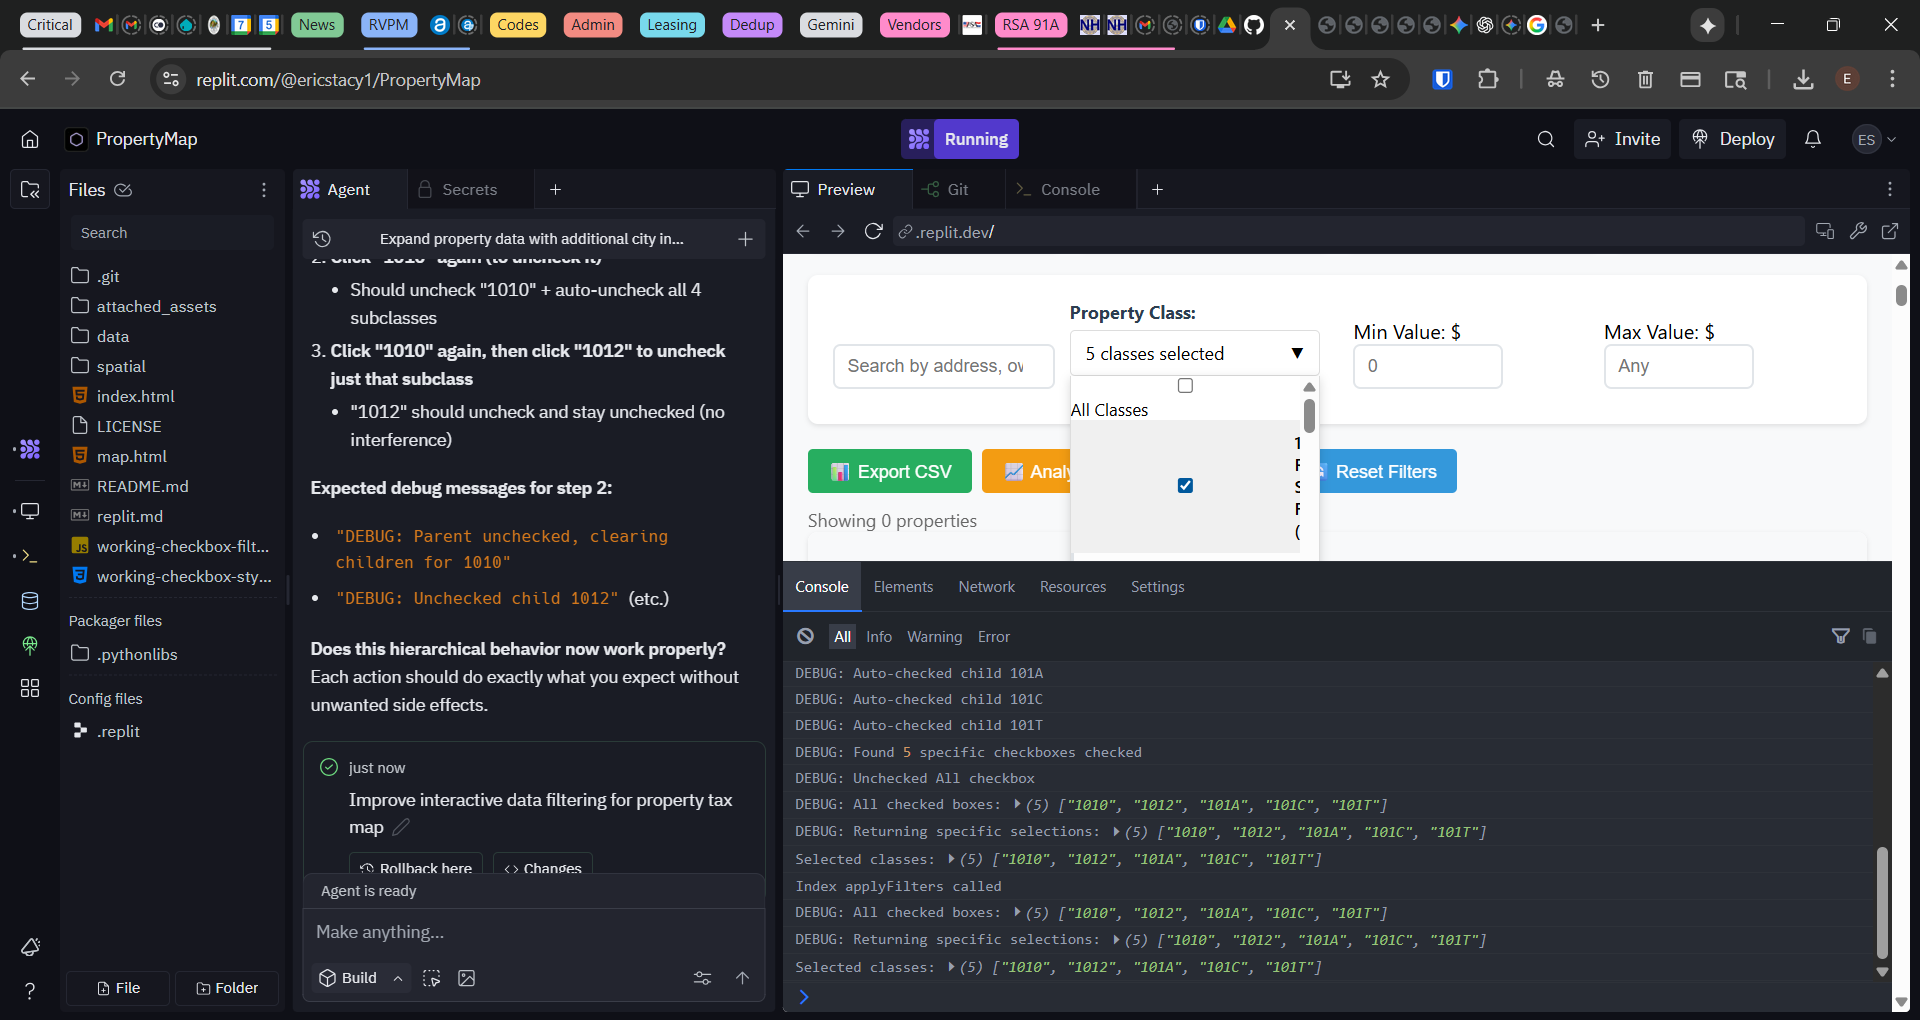 Critical
7
5
News
RVPM
Codes
Admin
Leasing
Dedup
Gemini
Vendors
RSA 91A
NH
NH
replit.com/@ericstacy1/PropertyMap
E
PropertyMap
Running
Invite
Deploy
ES
Files
Search
.git
attached_assets
data
spatial
index.html
LICENSE
map.html
README.md
replit.md
working-checkbox-filt...
working-checkbox-sty...
Packager files
.pythonlibs
Config files
.replit
File
Folder
Agent
Secrets
Expand property data with additional city in...
2. Click "1010" again (to uncheck it)
• Should uncheck "1010" + auto-uncheck all 4
subclasses
3. Click "1010" again, then click "1012" to uncheck
just that subclass
• "1012" should uncheck and stay unchecked (no
interference)
Expected debug messages for step 2:
• "DEBUG: Parent unchecked, clearing
children for 1010"
• "DEBUG: Unchecked child 1012" (etc.)
Does this hierarchical behavior now work properly?
Each action should do exactly what you expect without
unwanted side effects.
just now
Improve interactive data filtering for property tax
map
Rollback here
Changes
Agent is ready
Make anything...
Build
Preview
Git
Console
.replit.dev/
Property Class:
Search by address, ov
5 classes selected
Min Value: $
0
Max Value: $
Any
All Classes
1
F
S
F
(
Export CSV
Analy
Reset Filters
Showing 0 properties
Console
Elements
Network
Resources
Settings
All
Info
Warning
Error
DEBUG: Auto-checked child 101A
DEBUG: Auto-checked child 101C
DEBUG: Auto-checked child 101T
DEBUG: Found 5 specific checkboxes checked
DEBUG: Unchecked All checkbox
DEBUG: All checked boxes: (5) ["1010", "1012", "101A", "101C", "101T"]
DEBUG: Returning specific selections: (5) ["1010", "1012", "101A", "101C", "101T"]
Selected classes: (5) ["1010", "1012", "101A", "101C", "101T"]
Index applyFilters called
DEBUG: All checked boxes: (5) ["1010", "1012", "101A", "101C", "101T"]
DEBUG: Returning specific selections: (5) ["1010", "1012", "101A", "101C", "101T"]
Selected classes: (5) ["1010", "1012", "101A", "101C", "101T"]